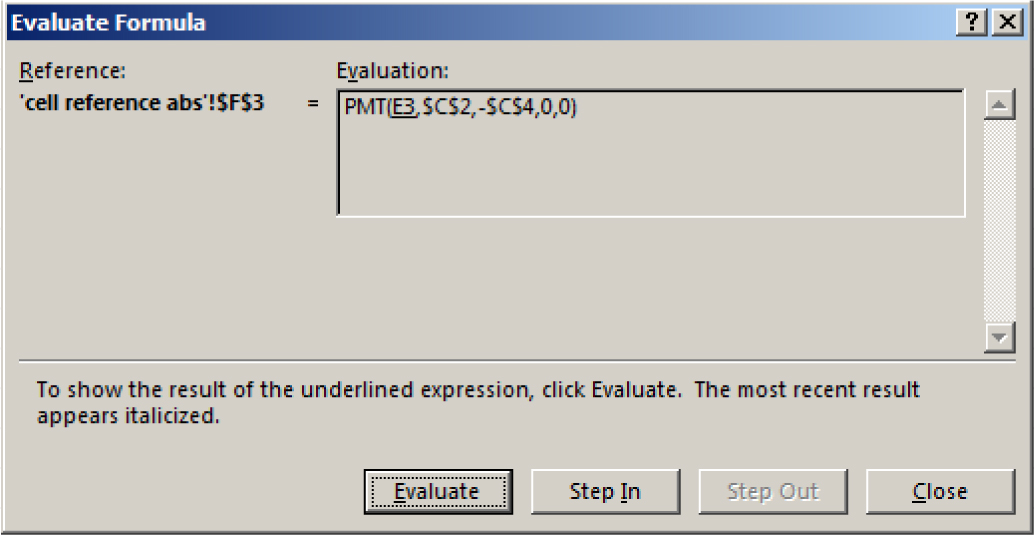 Evaluate Formula
Reference:
Evaluation:
'cell reference abs'!$F$3 = PMT(E3,$C$2,-$C$4,0,0)
To show the result of the underlined expression, click Evaluate. The most recent result
appears italicized.
Evaluate Step In Step Out Close